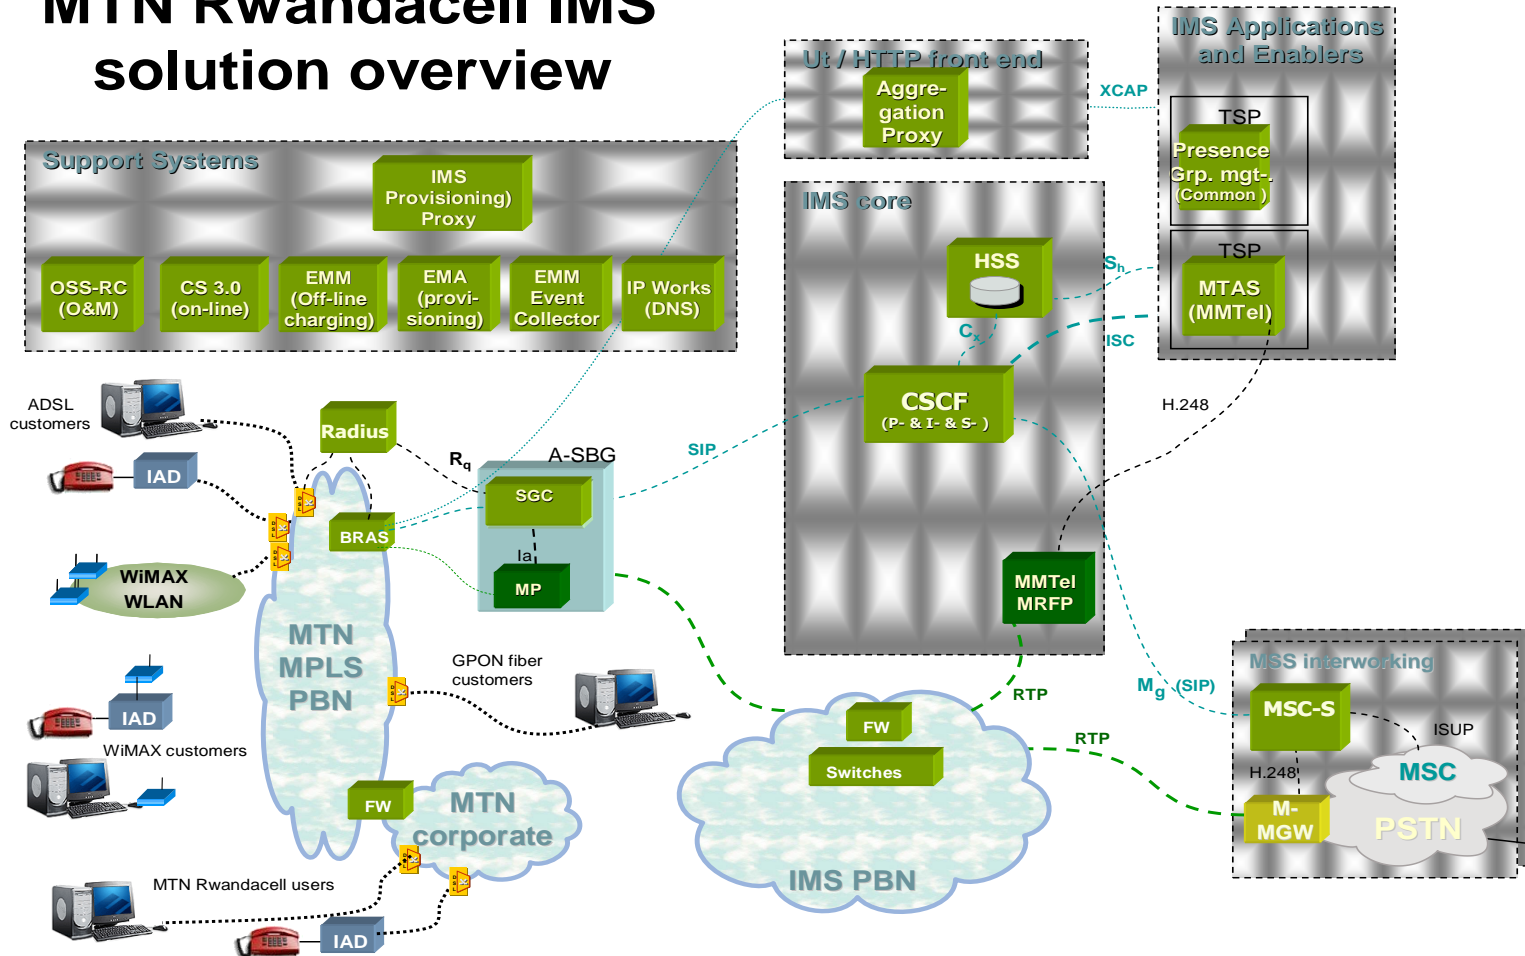 MTN Rwandacell IMS
solution overview
Ut / HTTP front end
Aggre-
gation
Proxy
XCAP
IMS Applications
and Enablers
TSP
Presence
Grp. mgt-.
(Common )
TSP
MTAS
(MMTel)
Support Systems
IMS
Provisioning)
Proxy
OSS-RC
(O&M)
CS 3.0
(on-line)
EMM
(Off-line
charging)
EMA
(provi-
sioning)
EMM
Event
Collector
IP Works
(DNS)
IMS core
HSS
Sh
Cx
ISC
CSCF
(P- & I- & S- )
H.248
ADSL
customers
IAD
Radius
Rq
A-SBG
SIP
SGC
BRAS
Ia
MP
WiMAX
WLAN
MMTel
MRFP
MTN
MPLS
PBN
GPON fiber
customers
IAD
WiMAX customers
RTP
Mg (SIP)
MSS interworking
MSC-S
ISUP
H.248
MSC
M-
MGW
PSTN
FW
Switches
RTP
IMS PBN
FW
MTN
corporate
MTN Rwandacell users
IAD